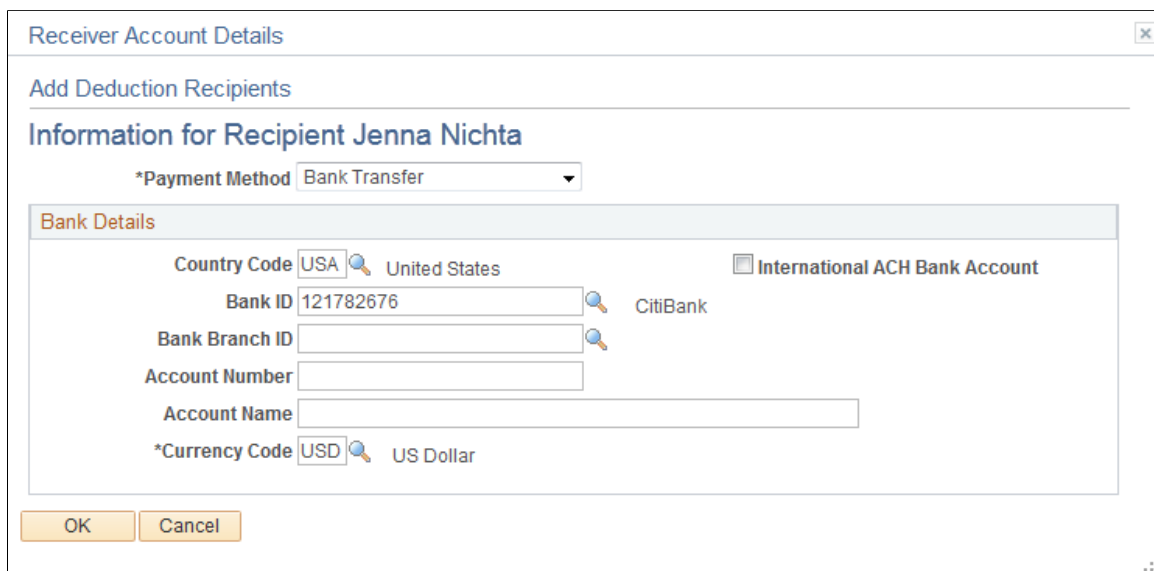 Receiver Account Details
Add Deduction Recipients
Information for Recipient Jenna Nichta
*Payment Method Bank Transfer
Bank Details
Country Code USA United States International ACH Bank Account
Bank ID 121782676 CitiBank
Bank Branch ID
Account Number
Account Name
*Currency Code USD US Dollar
OK Cancel